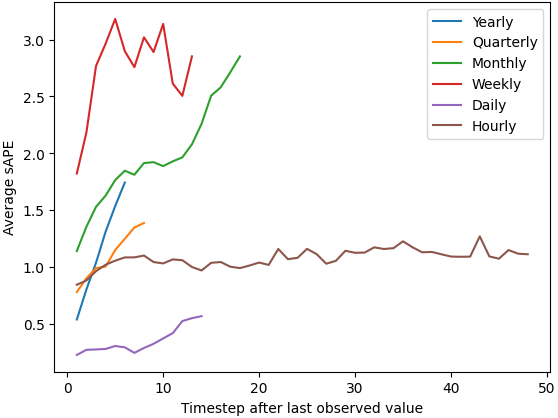 3.0
2.5
2.0
1.5
1.0
0.5
Average sAPE
0 10 20 30 40 50
Timestep after last observed value
Yearly
Quarterly
Monthly
Weekly
Daily
Hourly